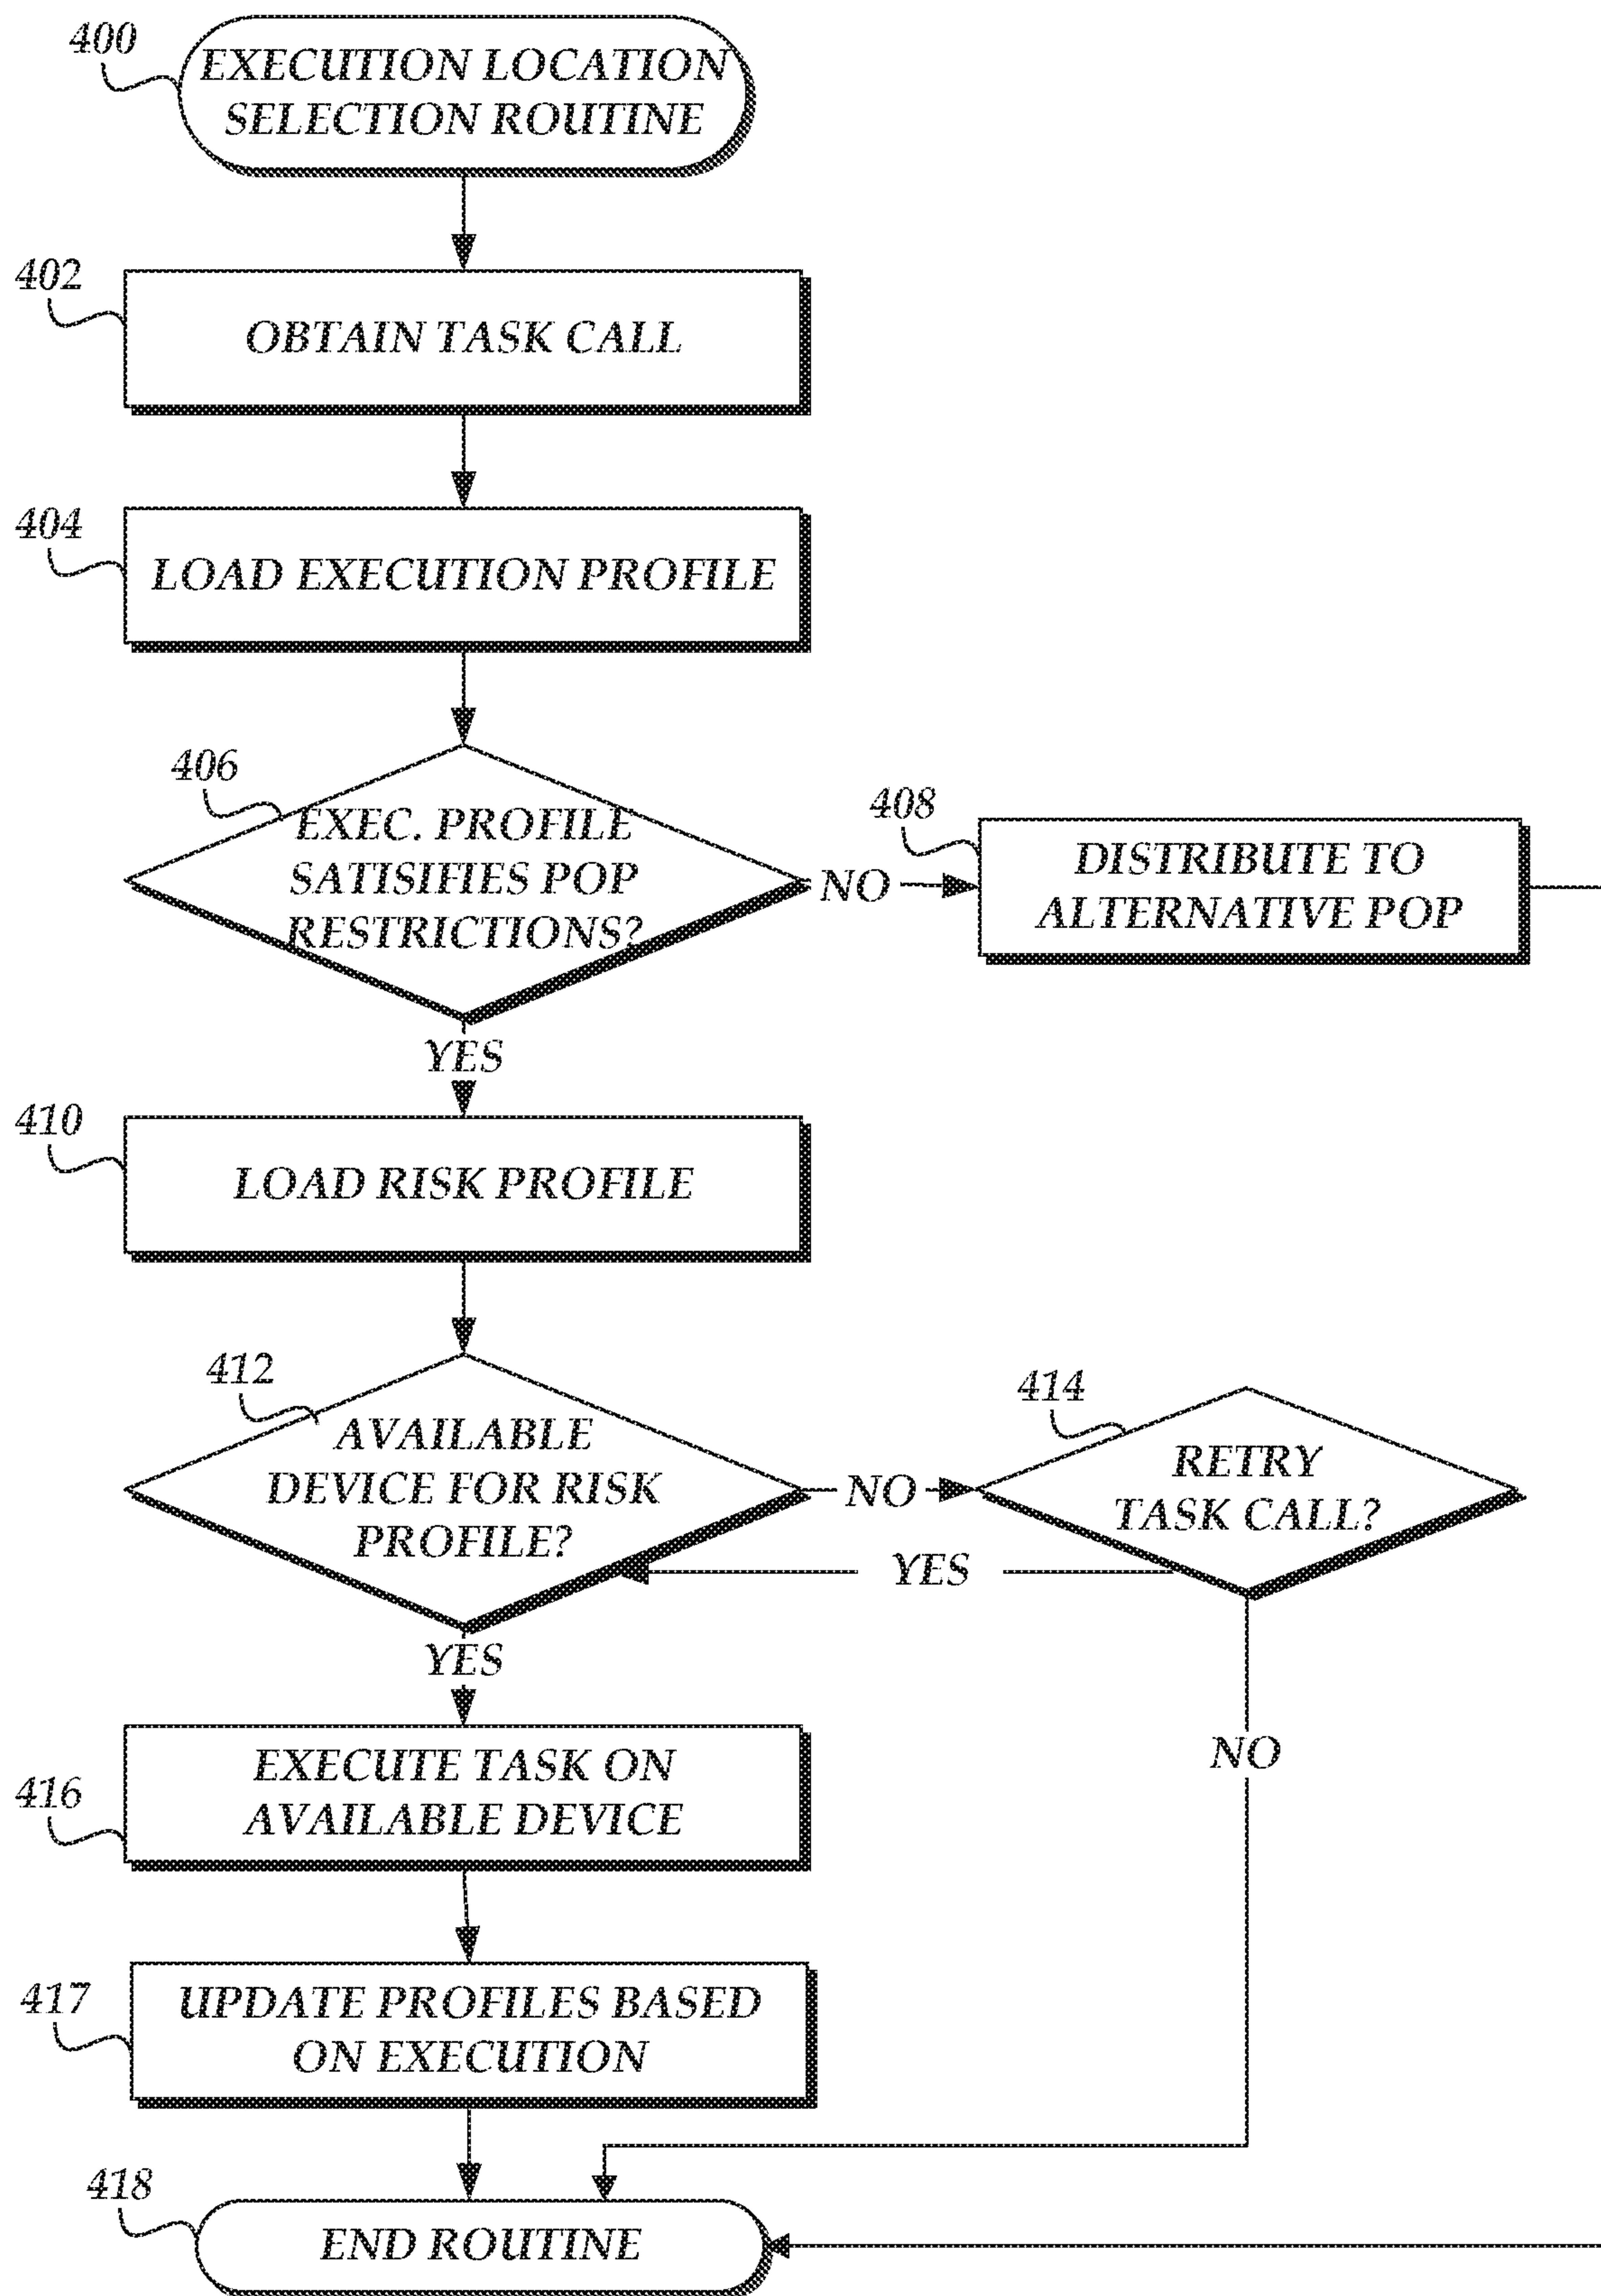 400
EXECUTION LOCATION
SELECTION ROUTINE
402
OBTAIN TASK CALL
404
LOAD EXECUTION PROFILE
406
EXEC. PROFILE
SATISIFIES POP
RESTRICTIONS?
NO
408
DISTRIBUTE TO
ALTERNATIVE POP
YES
410
LOAD RISK PROFILE
412
AVAILABLE
DEVICE FOR RISK
PROFILE?
NO
414
RETRY
TASK CALL?
YES
YES
NO
416
EXECUTE TASK ON
AVAILABLE DEVICE
417
UPDATE PROFILES BASED
ON EXECUTION
418
END ROUTINE